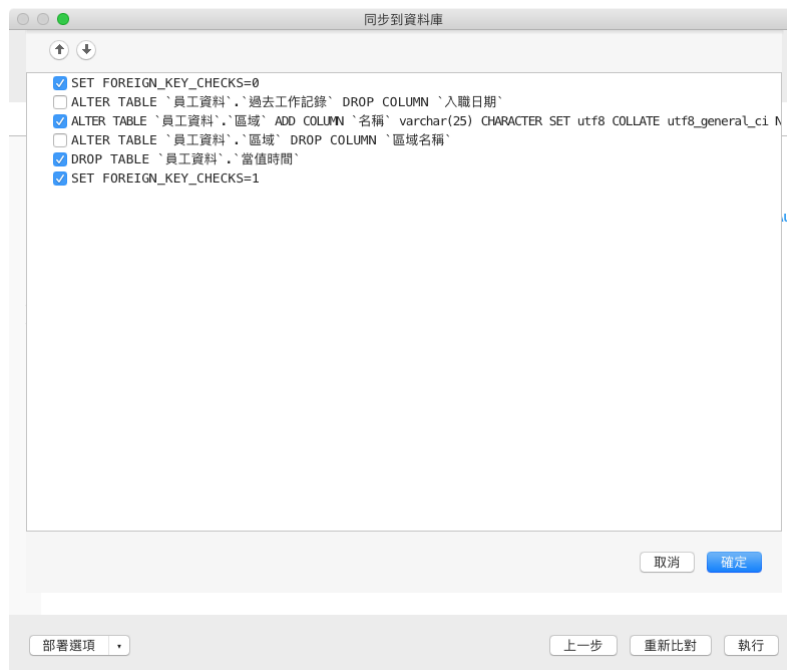 同步到資料庫
SET FOREIGN_KEY_CHECKS=0
ALTER TABLE `員工資料`.`過去工作記錄` DROP COLUMN `入職日期`
ALTER TABLE `員工資料`.`區域` ADD COLUMN `名稱` varchar(25) CHARACTER SET utf8 COLLATE utf8_general_ci N
ALTER TABLE `員工資料`.`區域` DROP COLUMN `區域名稱`
DROP TABLE `員工資料`.`當值時間`
SET FOREIGN_KEY_CHECKS=1
取消 確定
部署選項 上一步 重新比對 執行